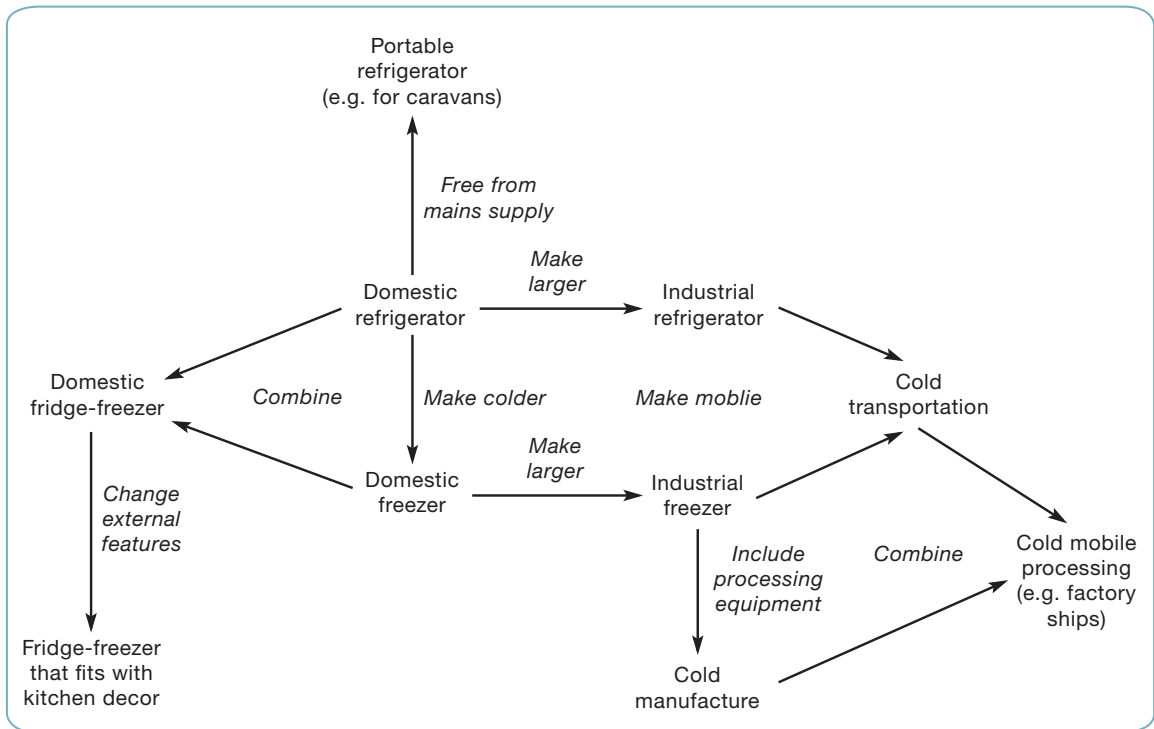 Portable
refrigerator
(e.g. for caravans)
Free from
mains supply
Make
larger
Domestic
refrigerator
Industrial
refrigerator
Domestic
fridge-freezer
Combine
Make colder
Make moblie
Cold
transportation
Make
larger
Domestic
freezer
Industrial
freezer
Change
external
features
Include
processing
equipment
Combine
Cold mobile
processing
(e.g. factory
ships)
Fridge-freezer
that fits with
kitchen decor
Cold
manufacture